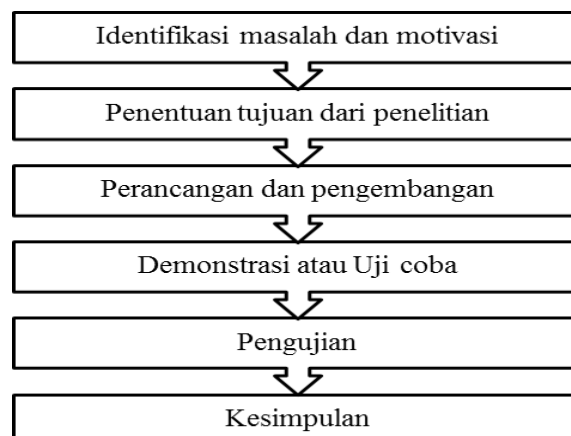 Identifikasi masalah dan motivasi
Penentuan tujuan dari penelitian
Perancangan dan pengembangan
Demonstrasi atau Uji coba
Pengujian
Kesimpulan